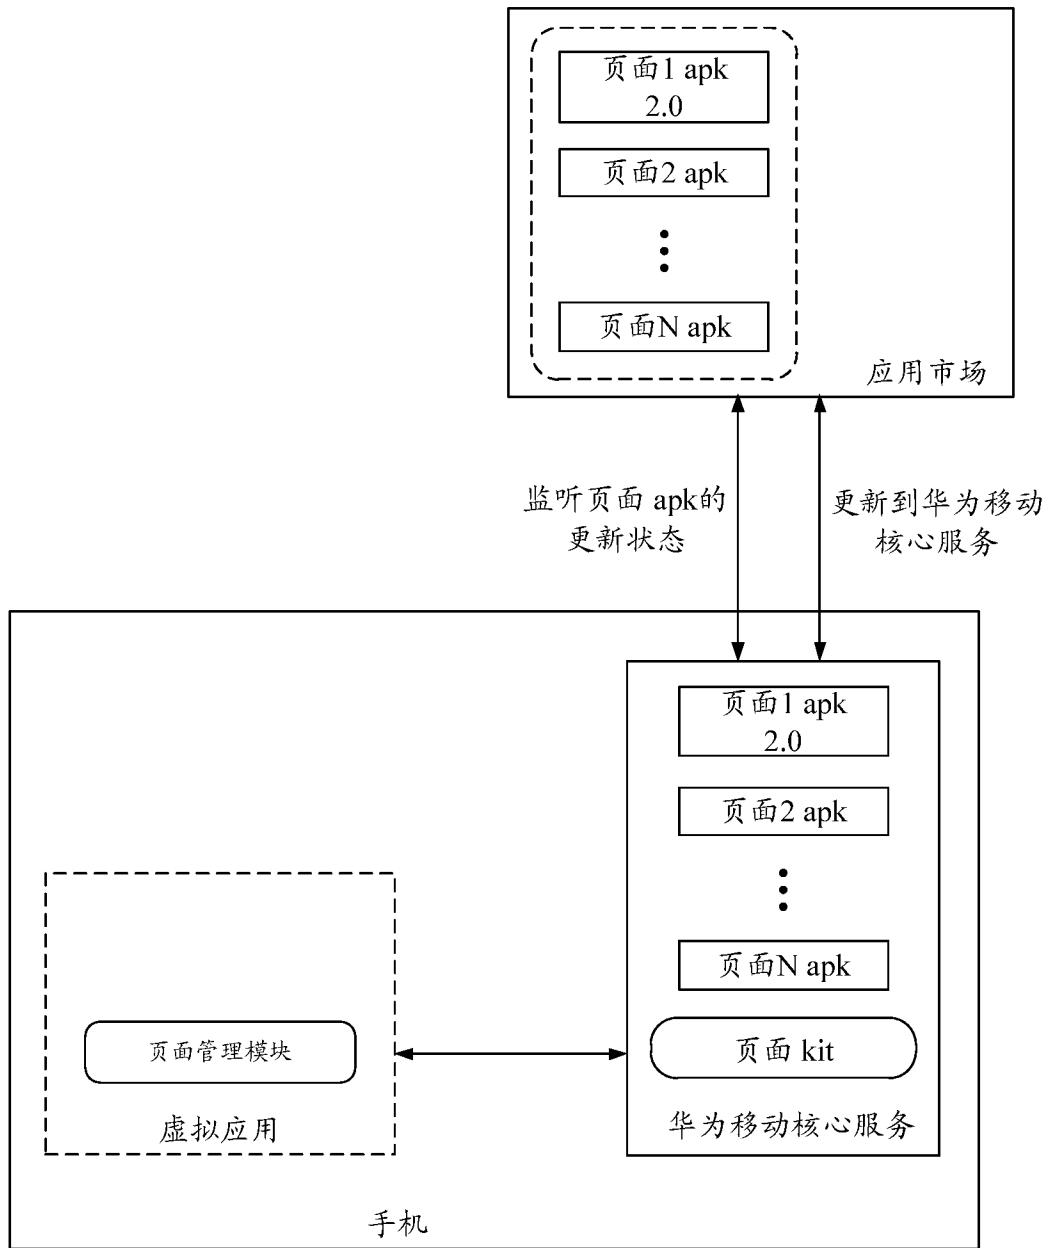 页面1 apk
2.0
页面2 apk
页面N apk
应用市场
监听页面 apk的
更新状态
更新到华为移动
核心服务
页面1 apk
2.0
页面2 apk
页面N apk
页面 kit
华为移动核心服务
页面管理模块
虚拟应用
手机